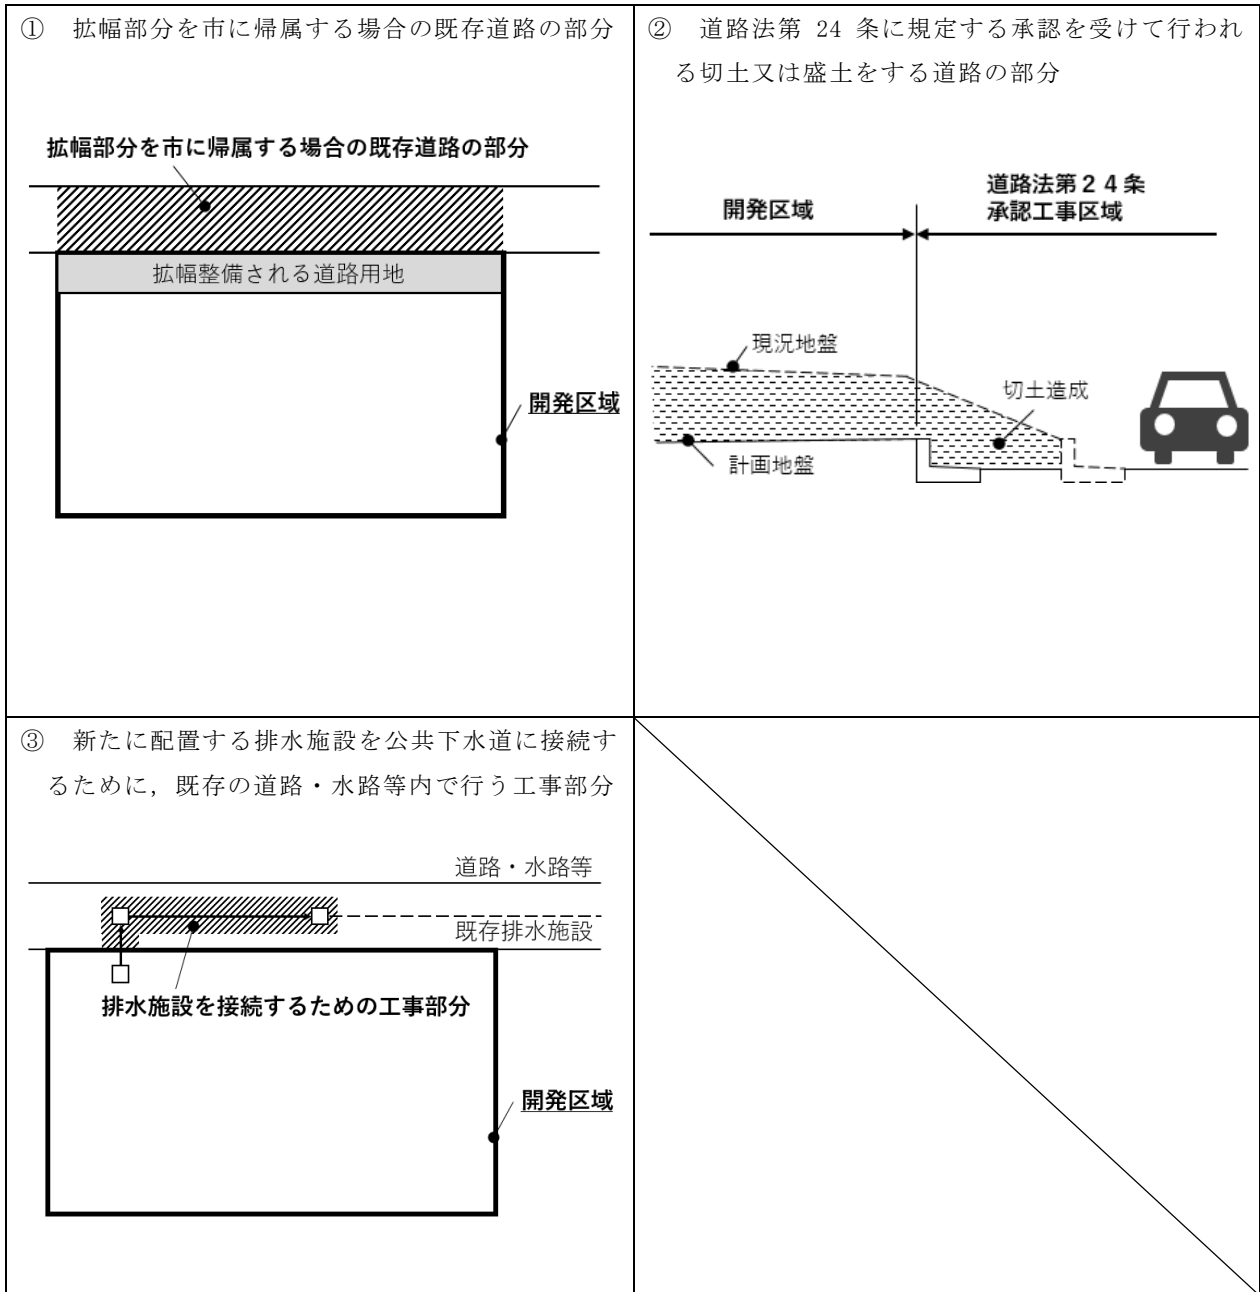 ① 拡幅部分を市に帰属する場合の既存道路の部分
拡幅部分を市に帰属する場合の既存道路の部分
拡幅整備される道路用地
開発区域
② 道路法第 24 条に規定する承認を受けて行われ
る切土又は盛土をする道路の部分
開発区域
道路法第24条
承認工事区域
現況地盤
切土造成
計画地盤
③ 新たに配置する排水施設を公共下水道に接続す
るために，既存の道路・水路等内で行う工事部分
道路・水路等
既存排水施設
排水施設を接続するための工事部分
開発区域